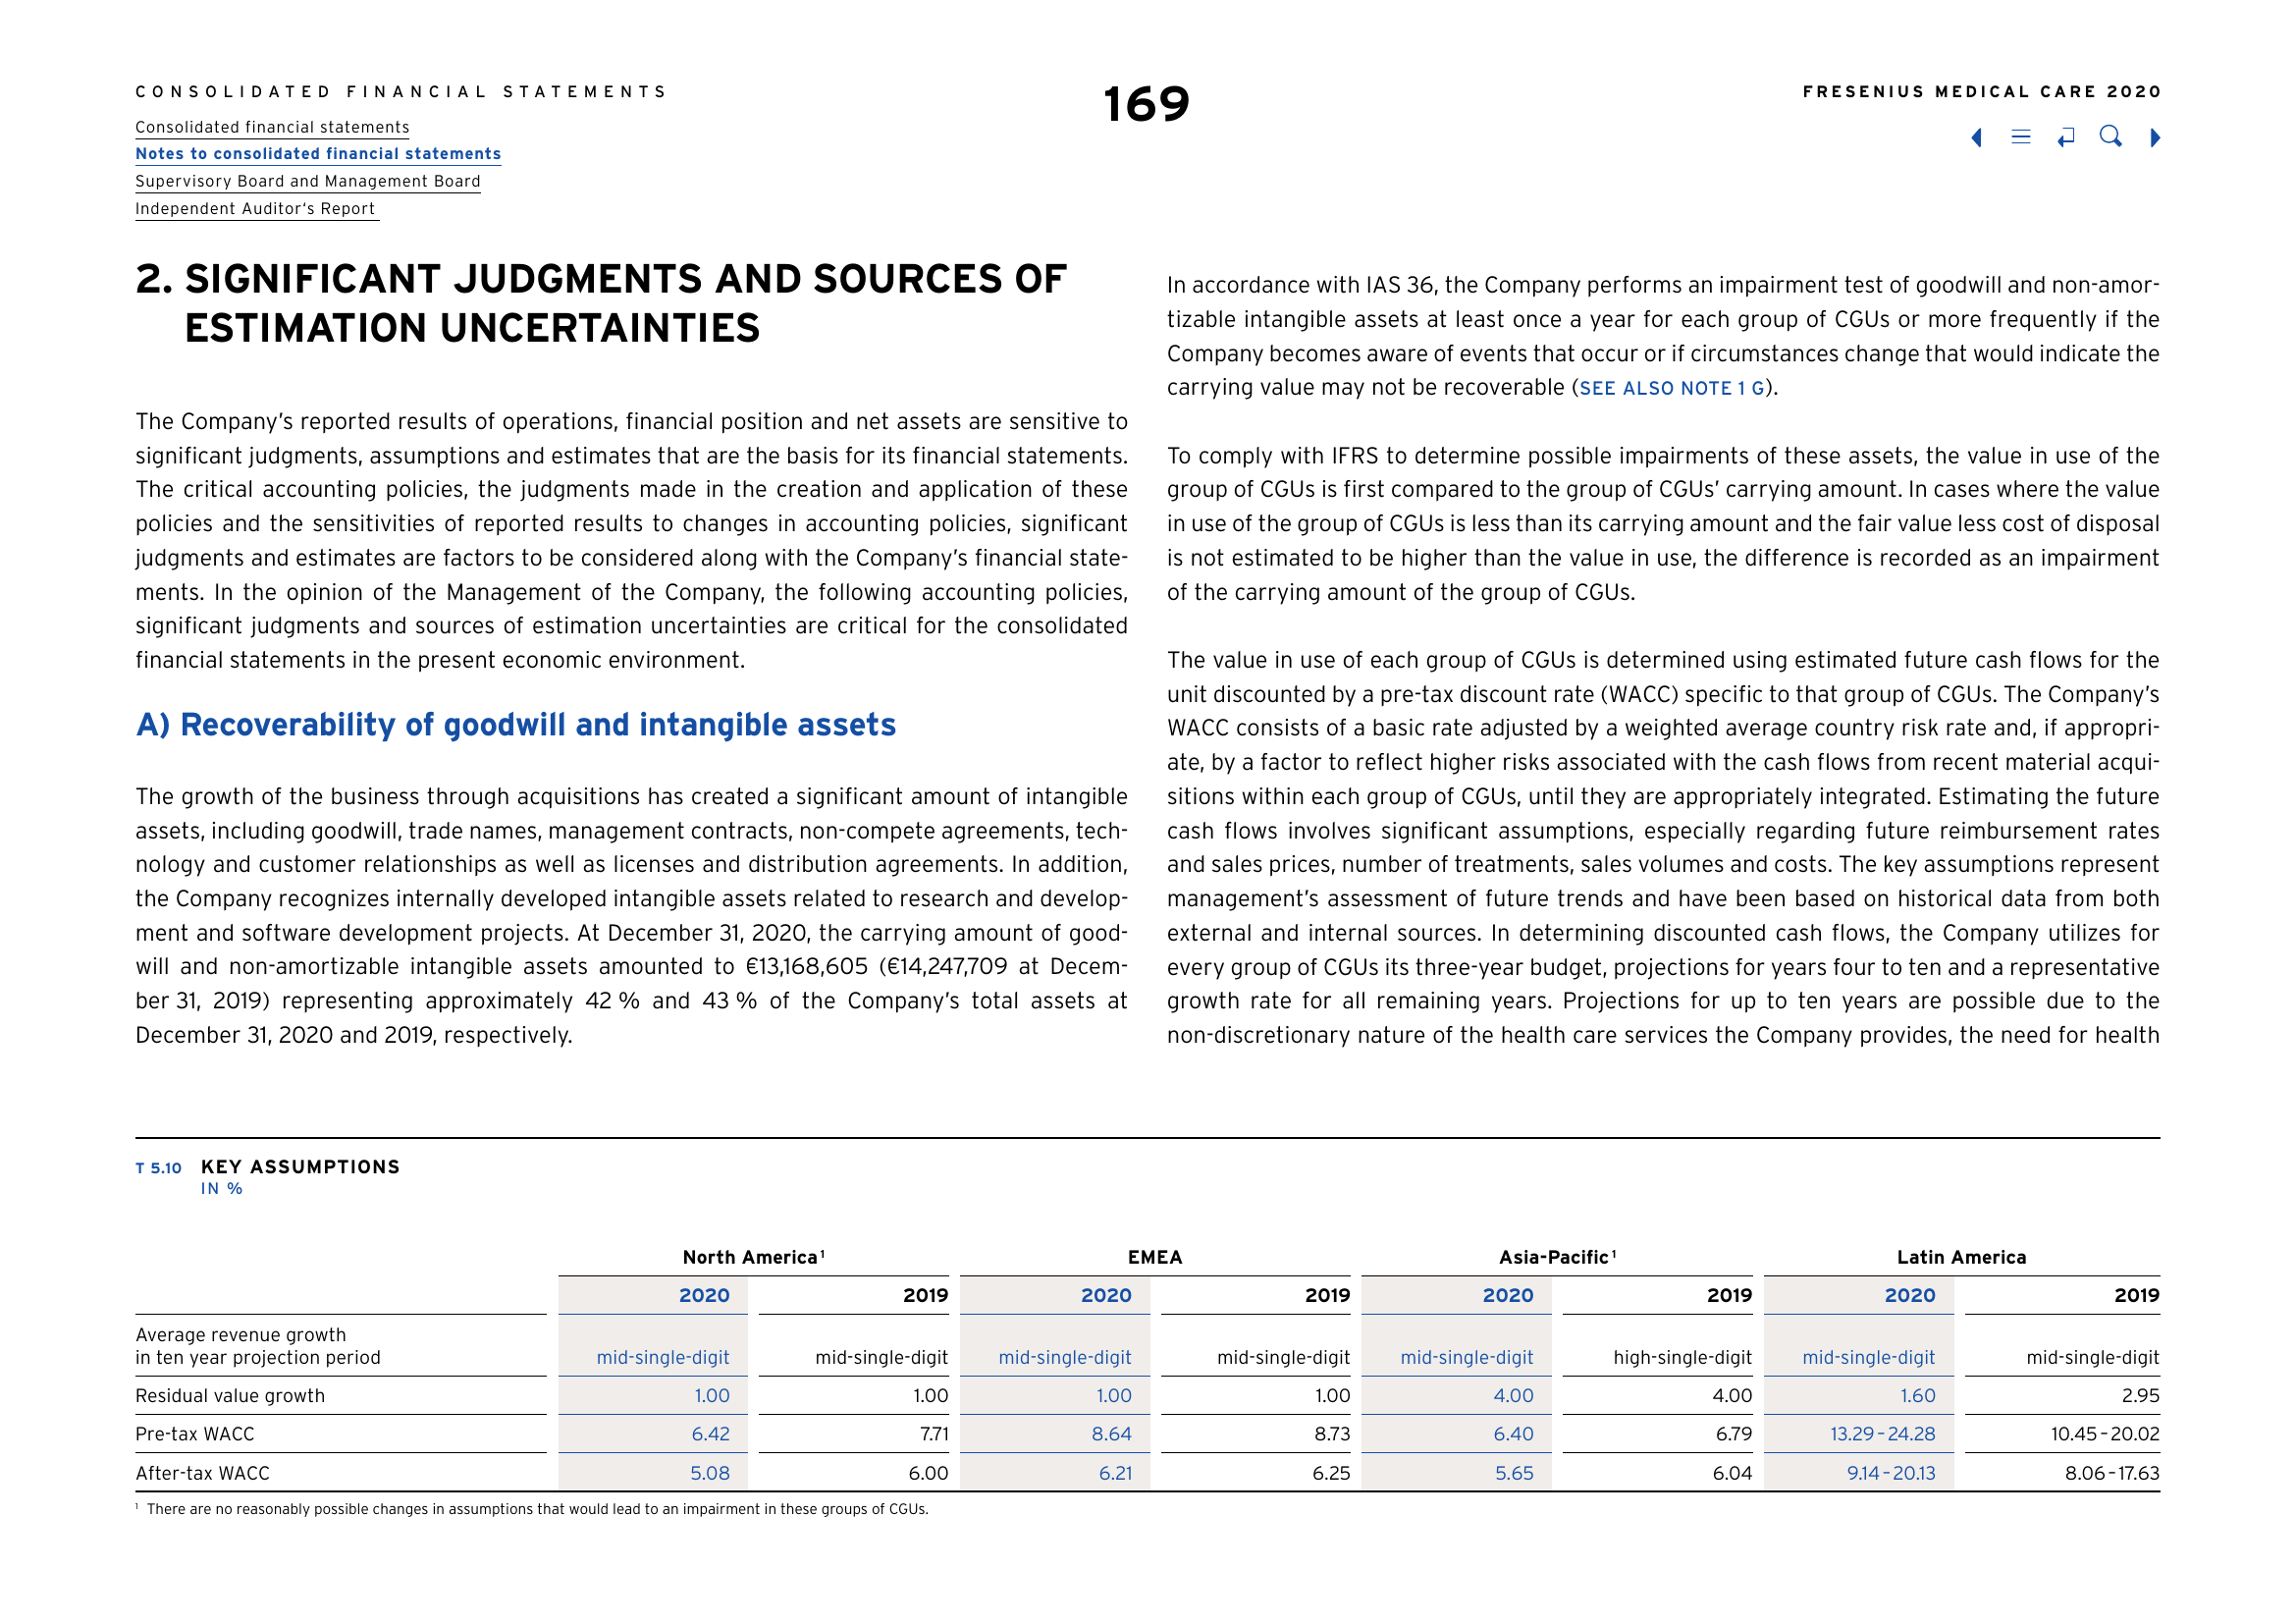 CONSOLIDATED FINANCIAL STATEMENTS
Consolidated financial statements
Notes to consolidated financial statements
Supervisory Board and Management Board
Independent Auditor‘s Report
169
FRESENIUS MEDICAL CARE 2020
2. SIGNIFICANT JUDGMENTS AND SOURCES OF
ESTIMATION UNCERTAINTIES
The Company’s reported results of operations, financial position and net assets are sensitive to
significant judgments, assumptions and estimates that are the basis for its financial statements.
The critical accounting policies, the judgments made in the creation and application of these
policies and the sensitivities of reported results to changes in accounting policies, significant
judgments and estimates are factors to be considered along with the Company’s financial state-
ments. In the opinion of the Management of the Company, the following accounting policies,
significant judgments and sources of estimation uncertainties are critical for the consolidated
financial statements in the present economic environment.
A) Recoverability of goodwill and intangible assets
The growth of the business through acquisitions has created a significant amount of intangible
assets, including goodwill, trade names, management contracts, non-compete agreements, tech-
nology and customer relationships as well as licenses and distribution agreements. In addition,
the Company recognizes internally developed intangible assets related to research and develop-
ment and software development projects. At December 31, 2020, the carrying amount of good-
will and non-amortizable intangible assets amounted to €13,168,605 (€14,247,709 at Decem-
ber 31, 2019) representing approximately 42 % and 43 % of the Company’s total assets at
December 31, 2020 and 2019, respectively.
In accordance with IAS 36, the Company performs an impairment test of goodwill and non-amor-
tizable intangible assets at least once a year for each group of CGUs or more frequently if the
Company becomes aware of events that occur or if circumstances change that would indicate the
carrying value may not be recoverable (SEE ALSO NOTE 1 G).
To comply with IFRS to determine possible impairments of these assets, the value in use of the
group of CGUs is first compared to the group of CGUs’ carrying amount. In cases where the value
in use of the group of CGUs is less than its carrying amount and the fair value less cost of disposal
is not estimated to be higher than the value in use, the difference is recorded as an impairment
of the carrying amount of the group of CGUs.
The value in use of each group of CGUs is determined using estimated future cash flows for the
unit discounted by a pre-tax discount rate (WACC) specific to that group of CGUs. The Company’s
WACC consists of a basic rate adjusted by a weighted average country risk rate and, if appropri-
ate, by a factor to reflect higher risks associated with the cash flows from recent material acqui-
sitions within each group of CGUs, until they are appropriately integrated. Estimating the future
cash flows involves significant assumptions, especially regarding future reimbursement rates
and sales prices, number of treatments, sales volumes and costs. The key assumptions represent
management’s assessment of future trends and have been based on historical data from both
external and internal sources. In determining discounted cash flows, the Company utilizes for
every group of CGUs its three-year budget, projections for years four to ten and a representative
growth rate for all remaining years. Projections for up to ten years are possible due to the
non-discretionary nature of the health care services the Company provides, the need for health
T 5.10 KEY ASSUMPTIONS
IN %
North America¹ EMEA Asia-Pacific¹ Latin America
2020 2019 2020 2019 2020 2019 2020 2019
Average revenue growth
in ten year projection period mid-single-digit mid-single-digit mid-single-digit mid-single-digit mid-single-digit high-single-digit mid-single-digit mid-single-digit
Residual value growth 1.00 1.00 1.00 1.00 4.00 4.00 1.60 2.95
Pre-tax WACC 6.42 7.71 8.64 8.73 6.40 6.79 13.29 – 24.28 10.45 – 20.02
After-tax WACC 5.08 6.00 6.21 6.25 5.65 6.04 9.14 – 20.13 8.06 – 17.63
¹ There are no reasonably possible changes in assumptions that would lead to an impairment in these groups of CGUs.